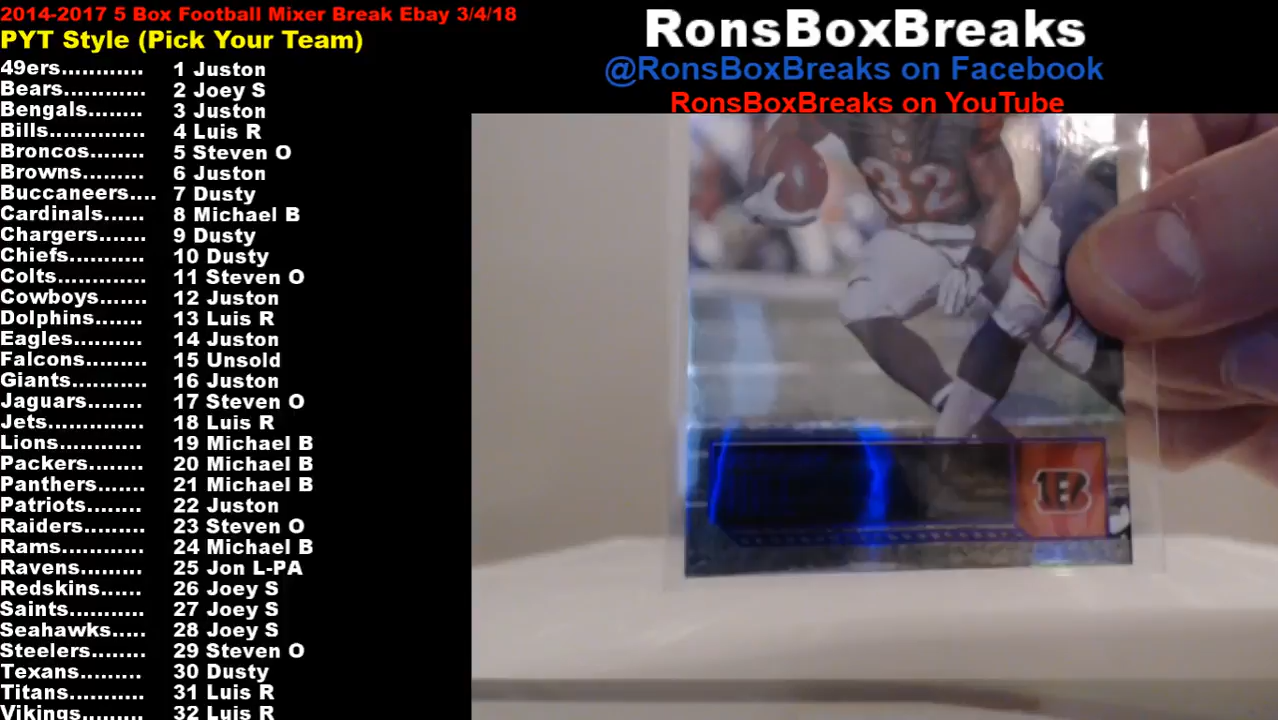 2014-2017 5 Box Football Mixer Break Ebay 3/4/18
PYT Style (Pick Your Team)
49ers............ 1 Juston
Bears............ 2 Joey S
Bengals........ 3 Juston
Bills.............. 4 Luis R
Broncos........ 5 Steven O
Browns......... 6 Juston
Buccaneers.... 7 Dusty
Cardinals...... 8 Michael B
Chargers....... 9 Dusty
Chiefs........... 10 Dusty
Colts............. 11 Steven O
Cowboys....... 12 Juston
Dolphins....... 13 Luis R
Eagles.......... 14 Juston
Falcons......... 15 Unsold
Giants........... 16 Juston
Jaguars........ 17 Steven O
Jets.............. 18 Luis R
Lions............ 19 Michael B
Packers........ 20 Michael B
Panthers....... 21 Michael B
Patriots........ 22 Juston
Raiders......... 23 Steven O
Rams............ 24 Michael B
Ravens......... 25 Jon L-PA
Redskins...... 26 Joey S
Saints........... 27 Joey S
Seahawks..... 28 Joey S
Steelers........ 29 Steven O
Texans......... 30 Dusty
Titans........... 31 Luis R
Vikings......... 32 Luis R
RonsBoxBreaks
@RonsBoxBreaks on Facebook
RonsBoxBreaks on YouTube
32
B